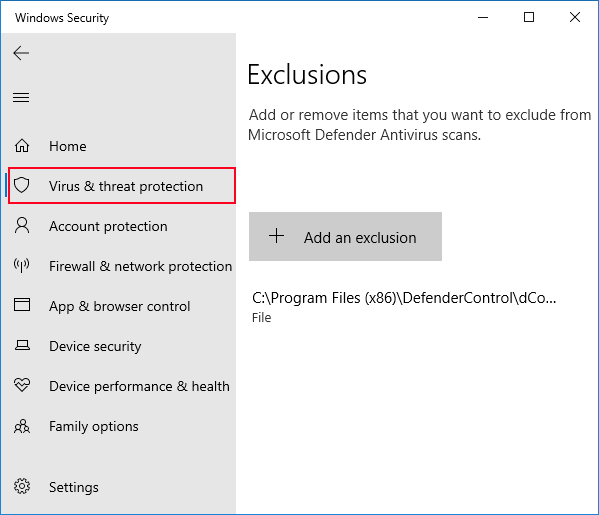 Windows Security
Exclusions
Add or remove items that you want to exclude from
Microsoft Defender Antivirus scans.
Home
Virus & threat protection
Account protection
Firewall & network protection
App & browser control
Device security
Device performance & health
Family options
Settings
Add an exclusion
C:\Program Files (x86)\DefenderControl\dCo...
File